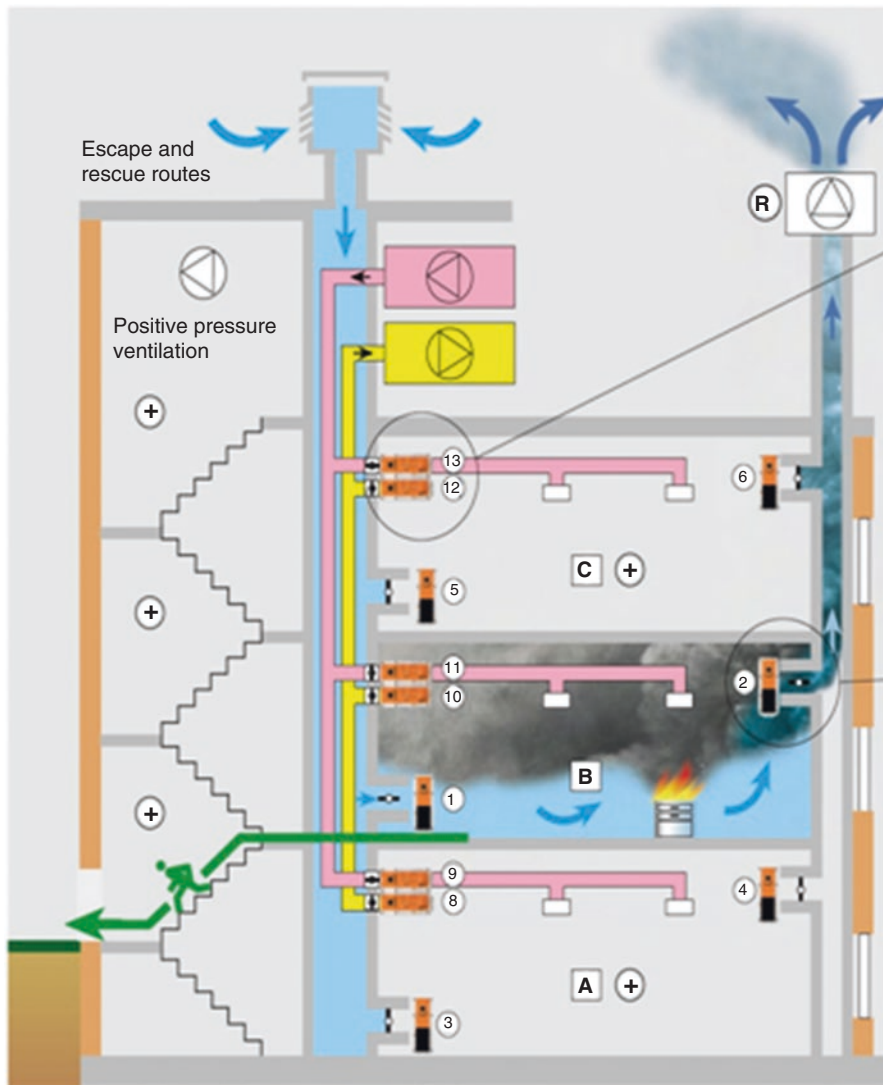 Escape and
rescue routes
R
Positive pressure
ventilation
+
13
12
6
C +
5
+
11
10
2
B
1
+
9
8
4
A +
3